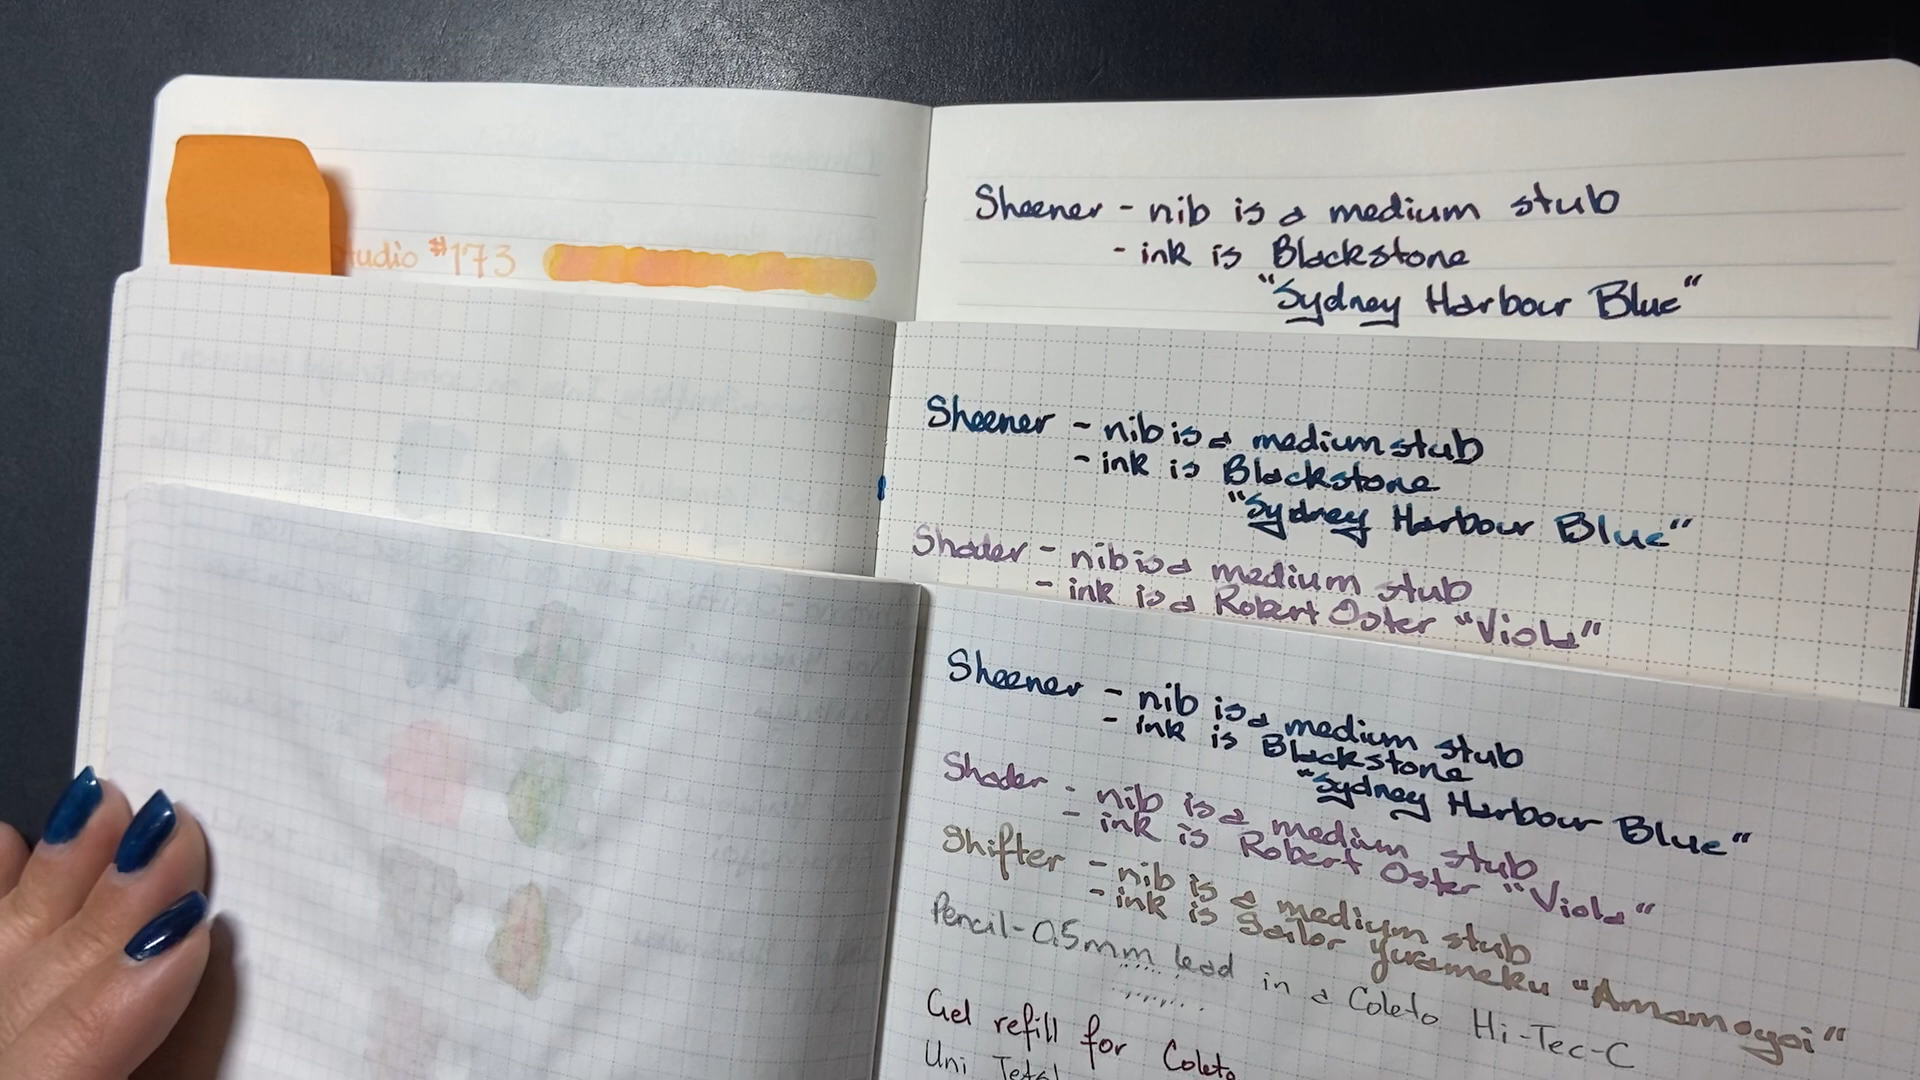 udio #173
Sheener - nib is a medium stub
- ink is Blackstone
"Sydney Harbour Blue"
Sheener - nib is a medium stub
- ink is Blackstone
"Sydney Harbour Blue"
Shader - nib is a medium stub
- ink is a Robert Oster "Viola"
Sheener - nib is a medium stub
- ink is Blackstone
"Sydney Harbour Blue"
Shader - nib is a medium stub
- ink is Robert Oster "Viola"
Shifter - nib is a medium stub
- ink is Sailor Yurameku "Amamoyoi"
Pencil - 0.5mm lead in a Coleto Hi-Tec-C
Gel refill for Coleto
Uni